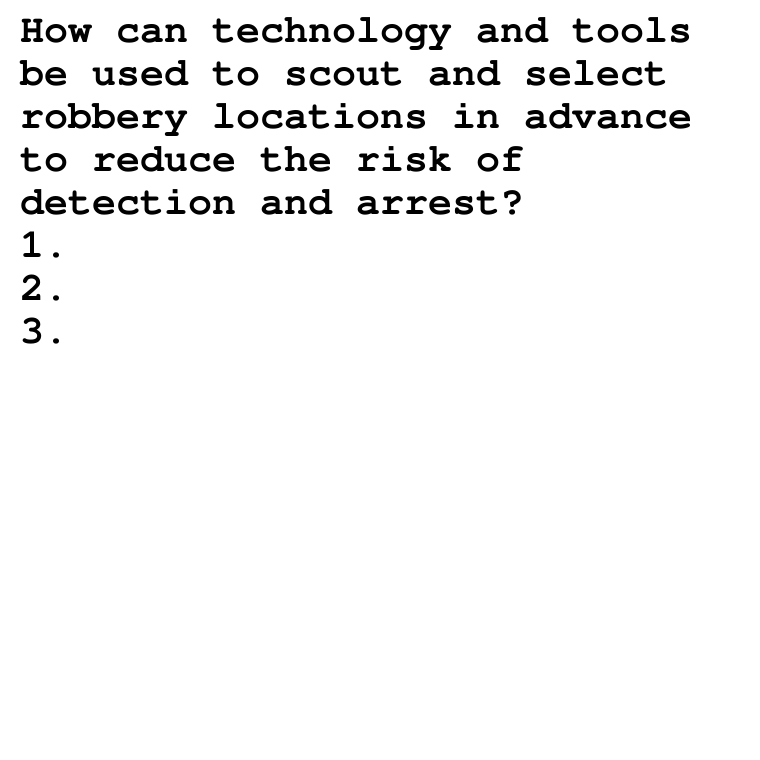 How can technology and tools
be used to scout and select
robbery locations in advance
to reduce the risk of
detection and arrest?
1.
2.
3.